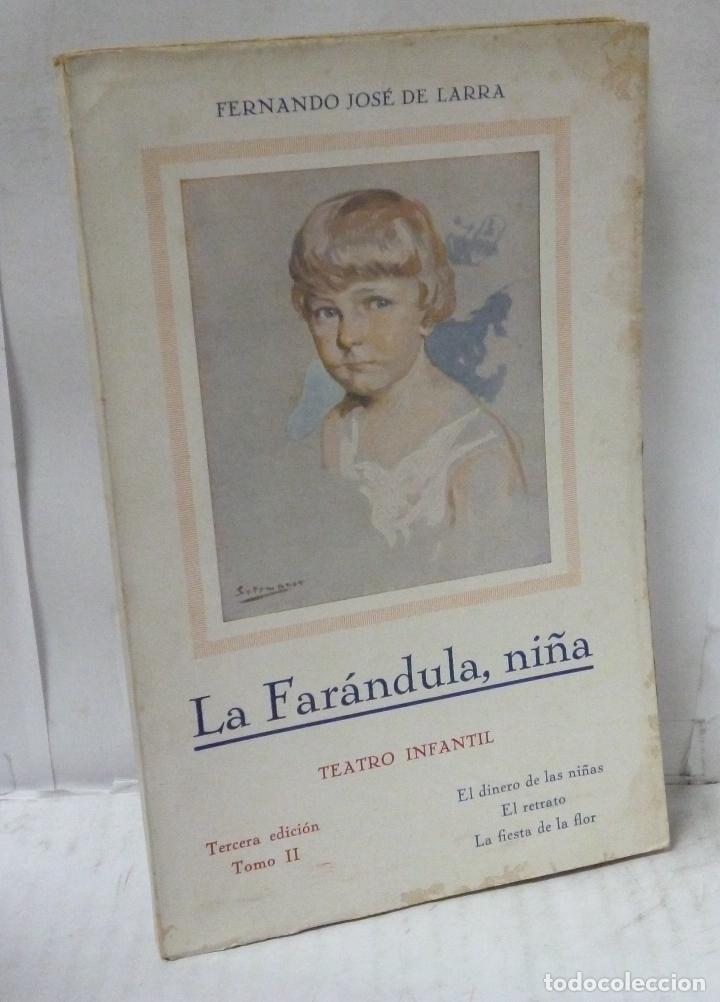 FERNANDO JOSÉ DE LARRA
Sotomayor
La Farándula, niña
TEATRO INFANTIL
Tercera edición
Tomo II
El dinero de las niñas
El retrato
La fiesta de la flor
todocoleccion